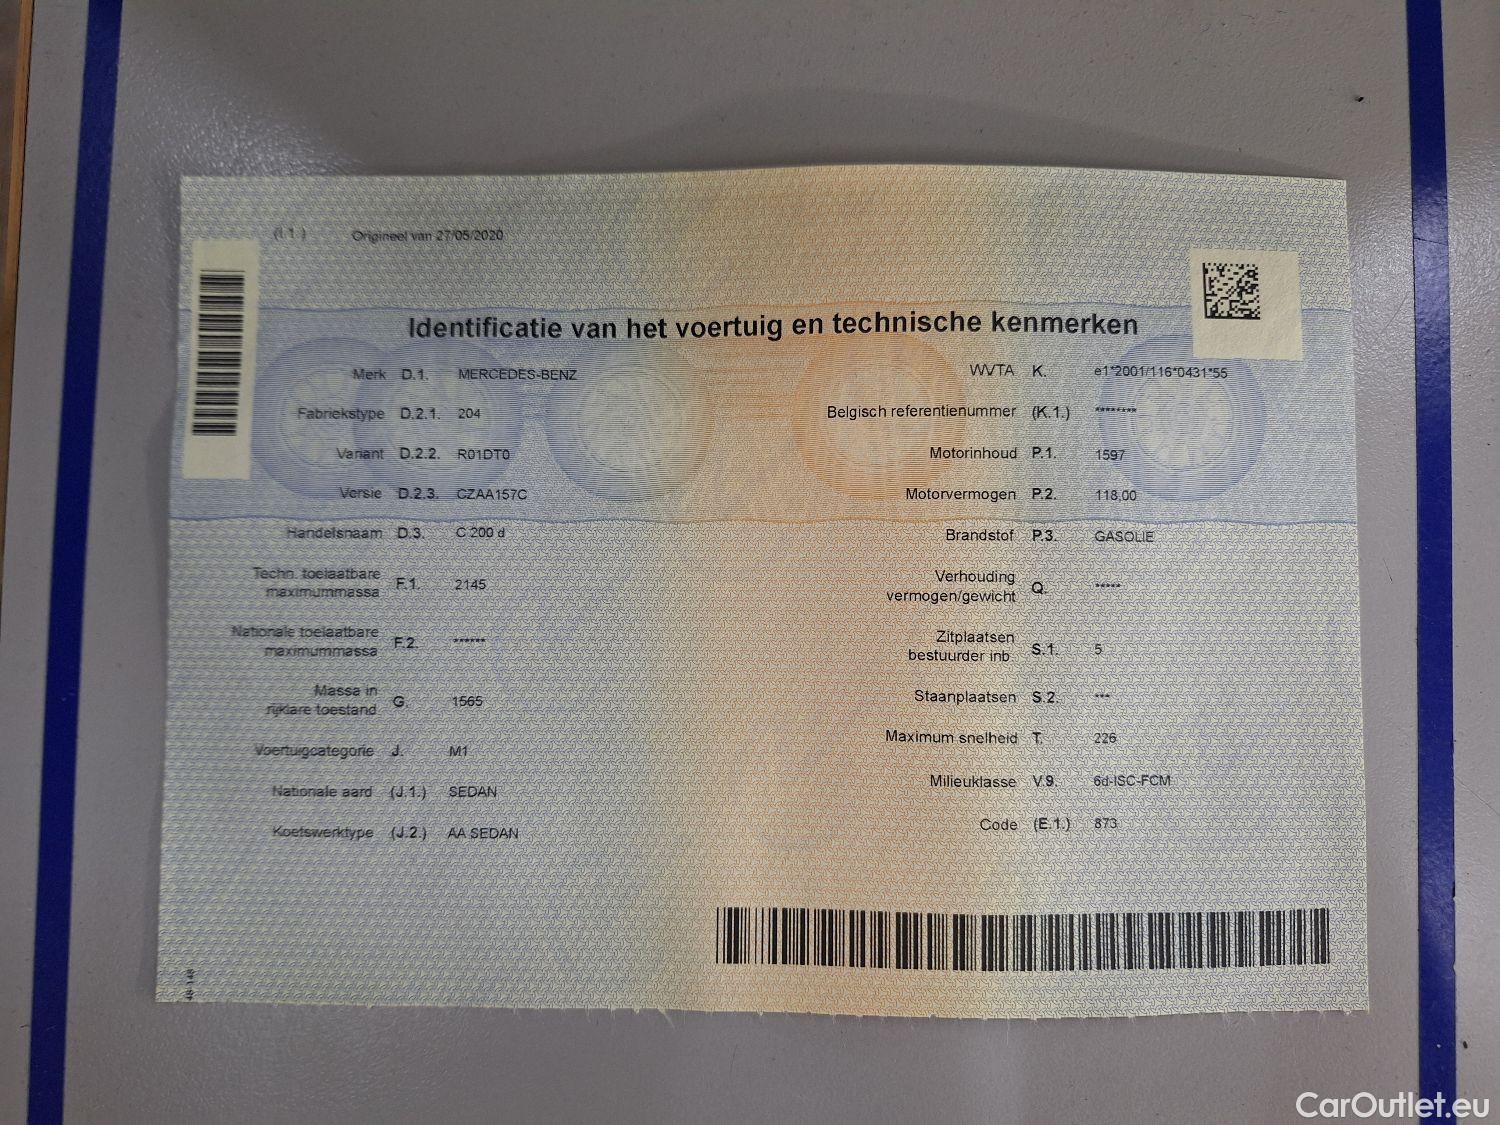 (I.1.) Origineel van 27/05/2020
Identificatie van het voertuig en technische kenmerken
Merk D.1. MERCEDES-BENZ
Fabriekstype D.2.1. 204
Variant D.2.2. R01DT0
Versie D.2.3. CZAA157C
Handelsnaam D.3. C 200 d
Techn. toelaatbare
maximummassa F.1. 2145
Nationale toelaatbare
maximummassa F.2. ******
Massa in
rijklare toestand G. 1565
Voertuigcategorie J. M1
Nationale aard (J.1.) SEDAN
Koetswerktype (J.2.) AA SEDAN
WVTA K. e1*2001/116*0431*55
Belgisch referentienummer (K.1.) ********
Motorinhoud P.1. 1597
Motorvermogen P.2. 118,00
Brandstof P.3. GASOLIE
Verhouding
vermogen/gewicht Q. *****
Zitplaatsen
bestuurder inb S.1. 5
Staanplaatsen S.2. ***
Maximum snelheid T. 226
Milieuklasse V.9. 6d-ISC-FCM
Code (E.1.) 873
CarOutlet.eu